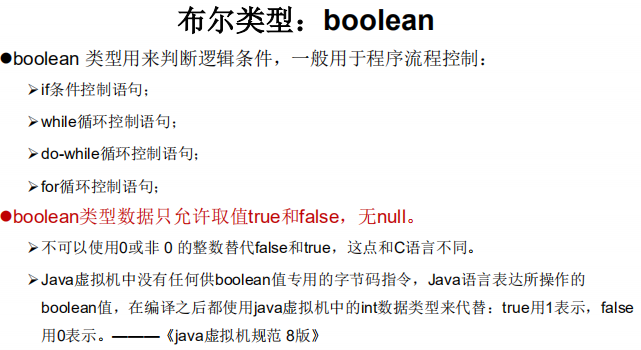 布尔类型：boolean
●boolean 类型用来判断逻辑条件，一般用于程序流程控制：
➢if条件控制语句；
➢while循环控制语句；
➢do-while循环控制语句；
➢for循环控制语句；
●boolean类型数据只允许取值true和false，无null。
➢不可以使用0或非 0 的整数替代false和true，这点和C语言不同。
➢Java虚拟机中没有任何供boolean值专用的字节码指令，Java语言表达所操作的
boolean值，在编译之后都使用java虚拟机中的int数据类型来代替：true用1表示，false
用0表示。———《java虚拟机规范 8版》